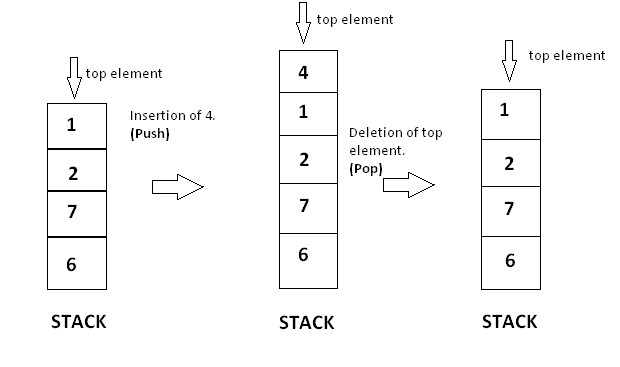 top element
1
2
7
6
STACK
Insertion of 4.
(Push)
top element
4
1
2
7
6
STACK
Deletion of top
element.
(Pop)
top element
1
2
7
6
STACK